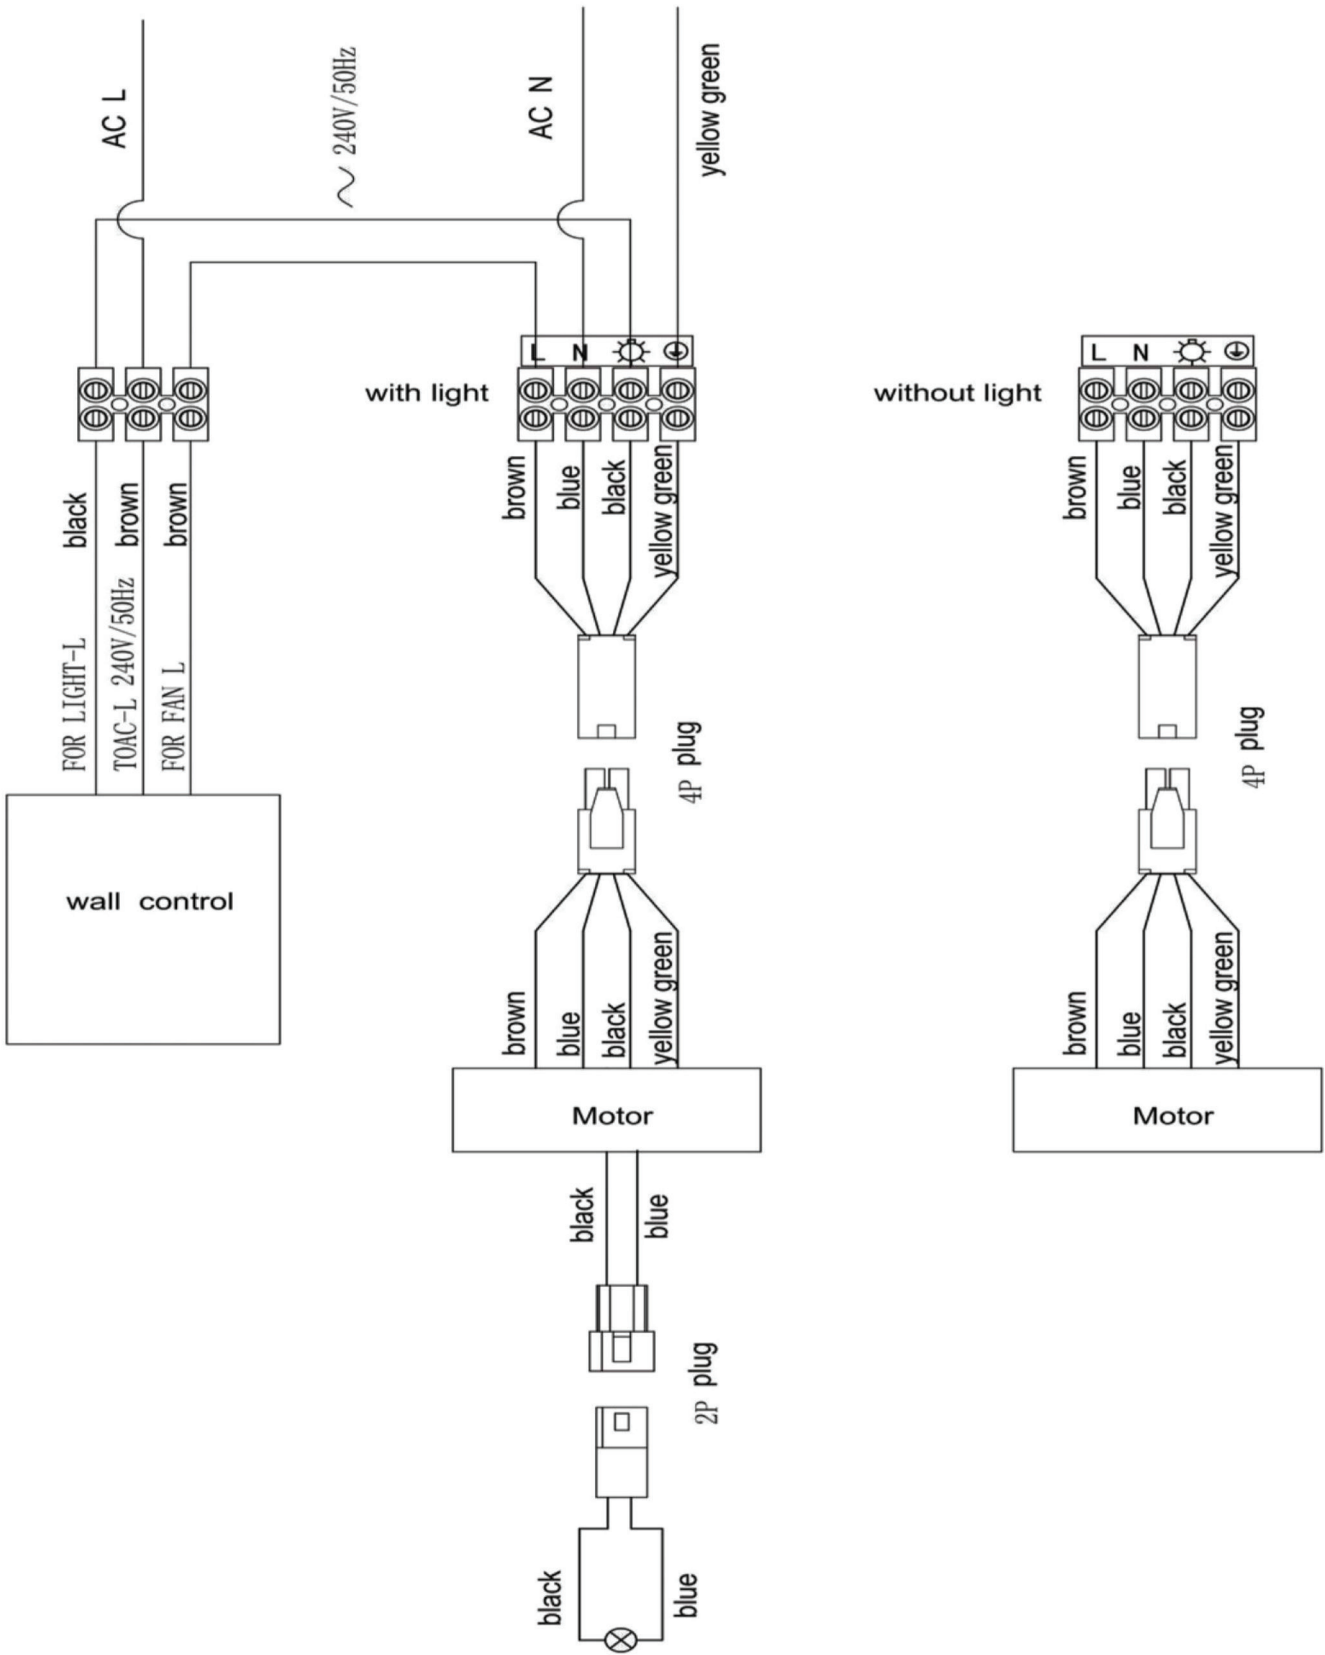 AC L
~ 240V/50Hz
AC N
yellow green
L N
with light
L N
without light
black
brown
brown
FOR LIGHT-L
TOAC-L 240V/50Hz
FOR FAN L
wall control
brown
blue
black
yellow green
4P plug
brown
blue
black
yellow green
Motor
black
blue
2P plug
black
blue
brown
blue
black
yellow green
4P plug
brown
blue
black
yellow green
Motor